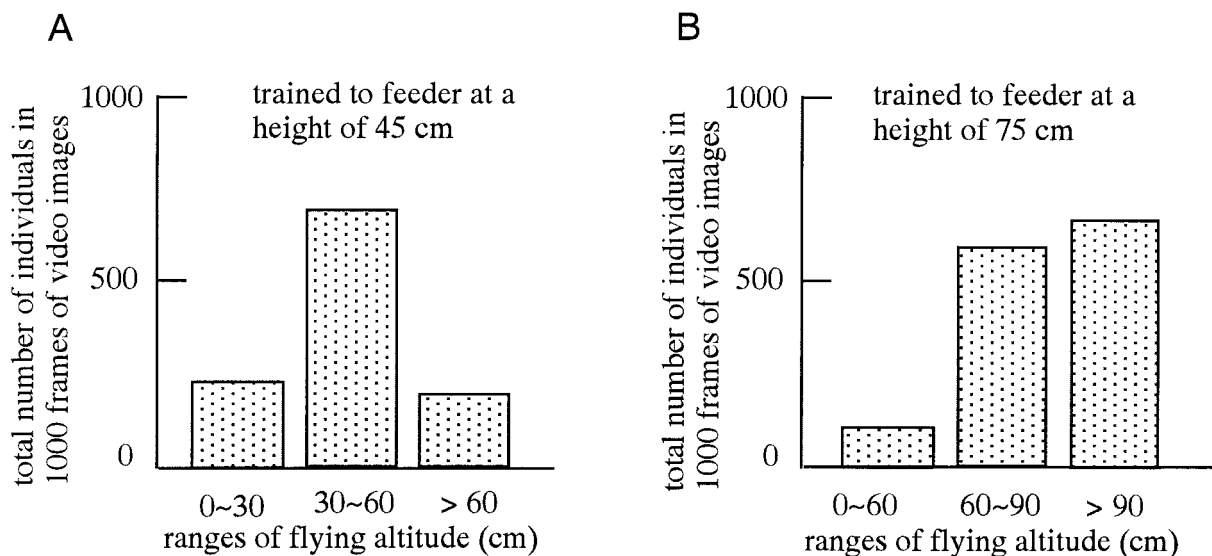 A
total number of individuals in
1000 frames of video images
1000
500
0
trained to feeder at a
height of 45 cm
0~30 30~60 > 60
ranges of flying altitude (cm)
B
total number of individuals in
1000 frames of video images
1000
500
0
trained to feeder at a
height of 75 cm
0~60 60~90 > 90
ranges of flying altitude (cm)